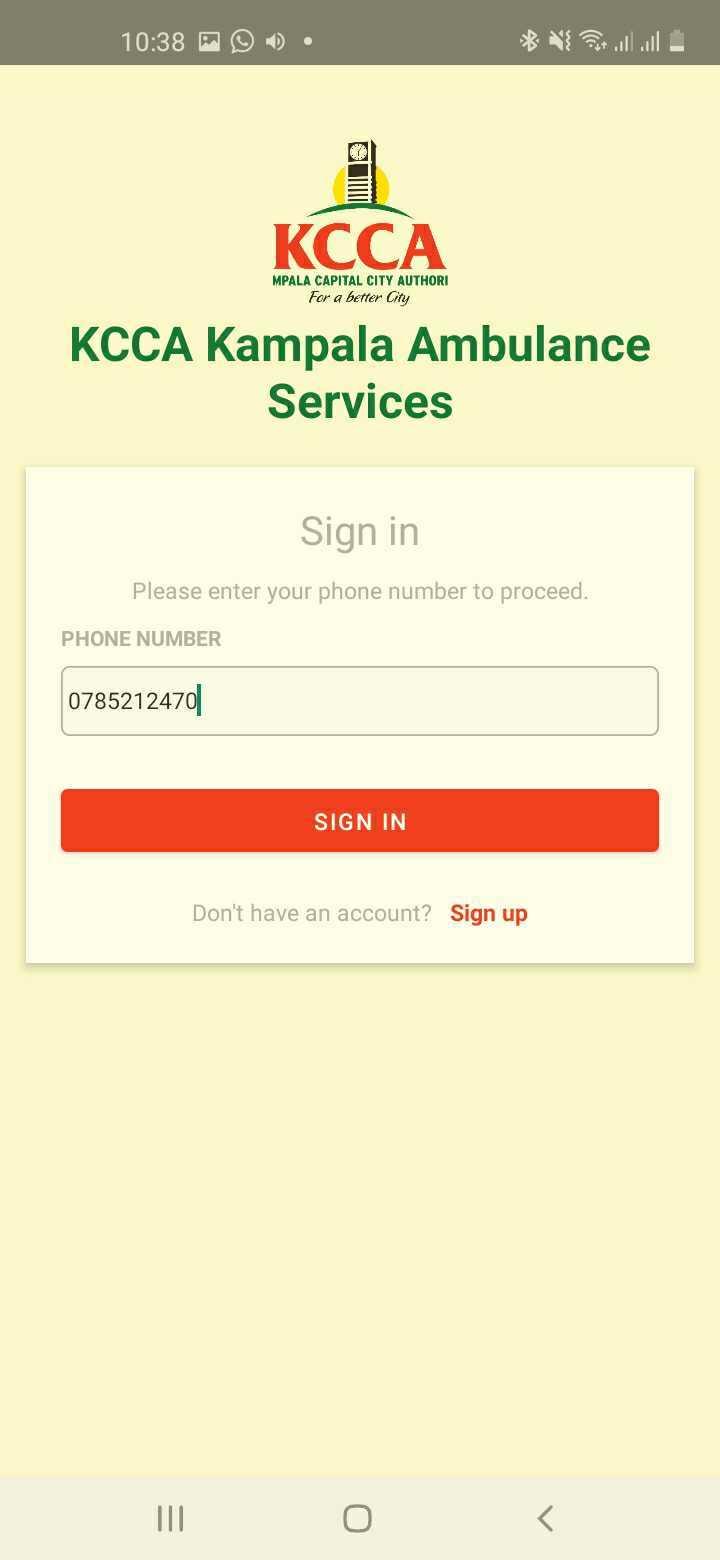 10:38
KCCA
MPALA CAPITAL CITY AUTHORI
For a better City
KCCA Kampala Ambulance
Services
Sign in
Please enter your phone number to proceed.
PHONE NUMBER
0785212470
SIGN IN
Don't have an account? Sign up